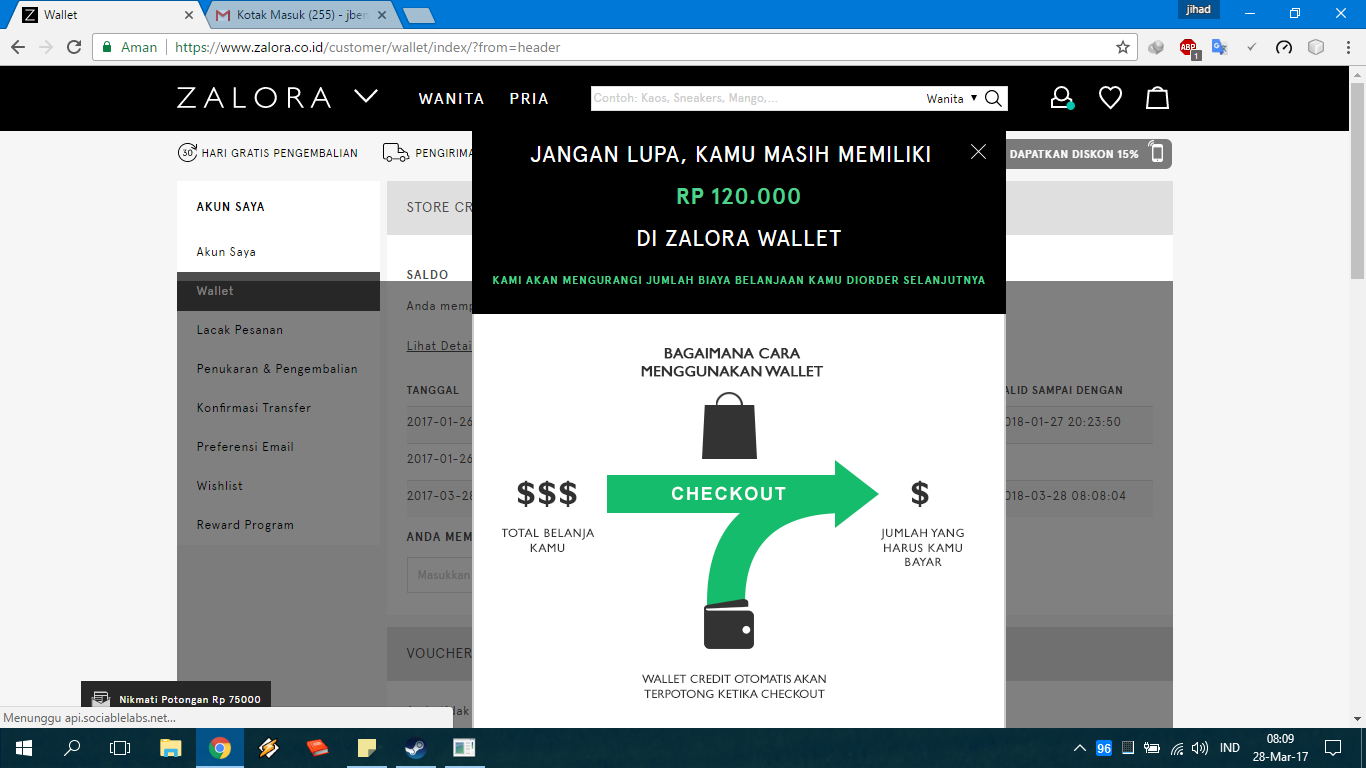 Wallet
Kotak Masuk (255) - jber
jihad
Aman
https://www.zalora.co.id/customer/wallet/index/?from=header
ABP
1
ZALORA
WANITA
PRIA
Contoh: Kaos, Sneakers, Mango,...
Wanita
30
HARI GRATIS PENGEMBALIAN
PENGIRIMA
DAPATKAN DISKON 15%
JANGAN LUPA, KAMU MASIH MEMILIKI
RP 120.000
DI ZALORA WALLET
KAMI AKAN MENGURANGI JUMLAH BIAYA BELANJAAN KAMU DIORDER SELANJUTNYA
AKUN SAYA
Akun Saya
Wallet
Lacak Pesanan
Penukaran & Pengembalian
Konfirmasi Transfer
Preferensi Email
Wishlist
Reward Program
STORE CR
SALDO
Anda memp
Lihat Detai
TANGGAL
ALID SAMPAI DENGAN
2017-01-26
018-01-27 20:23:50
2017-01-26
2017-03-28
018-03-28 08:08:04
ANDA MEM
Masukkan
VOUCHER
BAGAIMANA CARA
MENGGUNAKAN WALLET
$$$
CHECKOUT
$
TOTAL BELANJA
KAMU
JUMLAH YANG
HARUS KAMU
BAYAR
WALLET CREDIT OTOMATIS AKAN
TERPOTONG KETIKA CHECKOUT
Nikmati Potongan Rp 75000
Menunggu api.sociablelabs.net...
96
IND
08:09
28-Mar-17